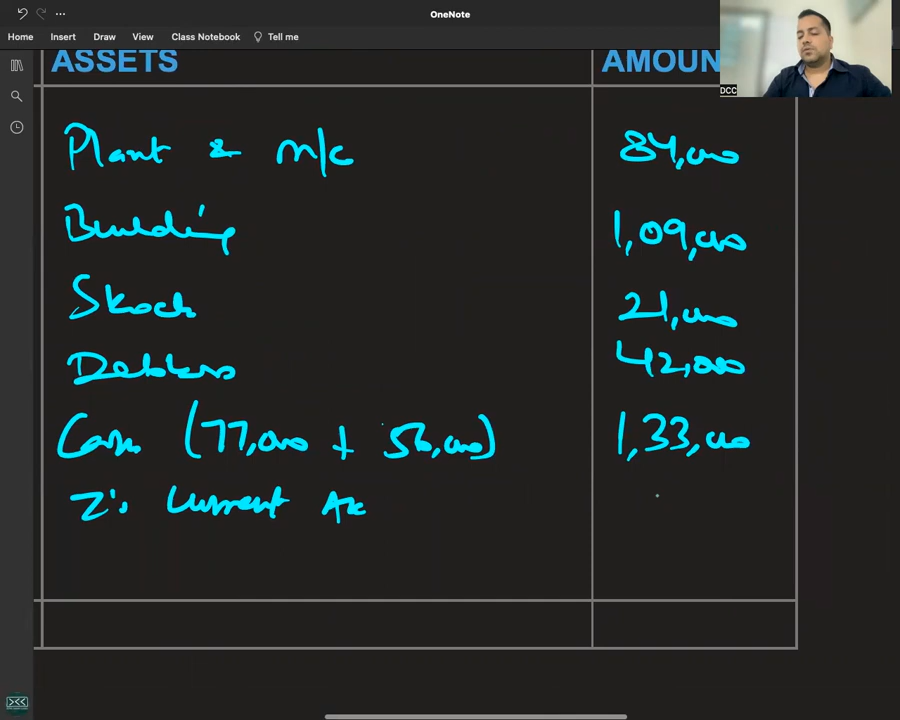 OneNote
Home Insert Draw View Class Notebook Tell me
DCC
ASSETS AMOUN
Plant & M/c 84,000
Building 1,09,000
Stock 21,000
Debtors 42,000
Cash (77,000 + 56,000) 1,33,000
Z's Current A/c